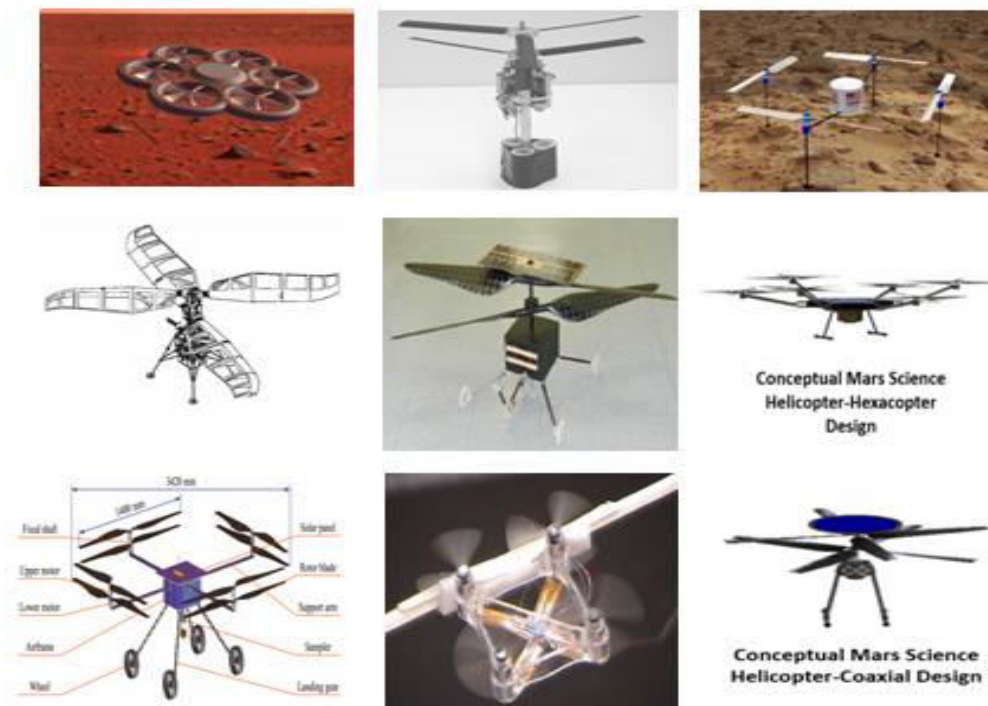 Conceptual Mars Science
Helicopter-Hexacopter
Design
Fixed shaft
Solar panel
Upper motor
Rotor blade
Lower motor
Support arm
Airframe
Sampler
Wheel
Landing gear
Conceptual Mars Science
Helicopter-Coaxial Design